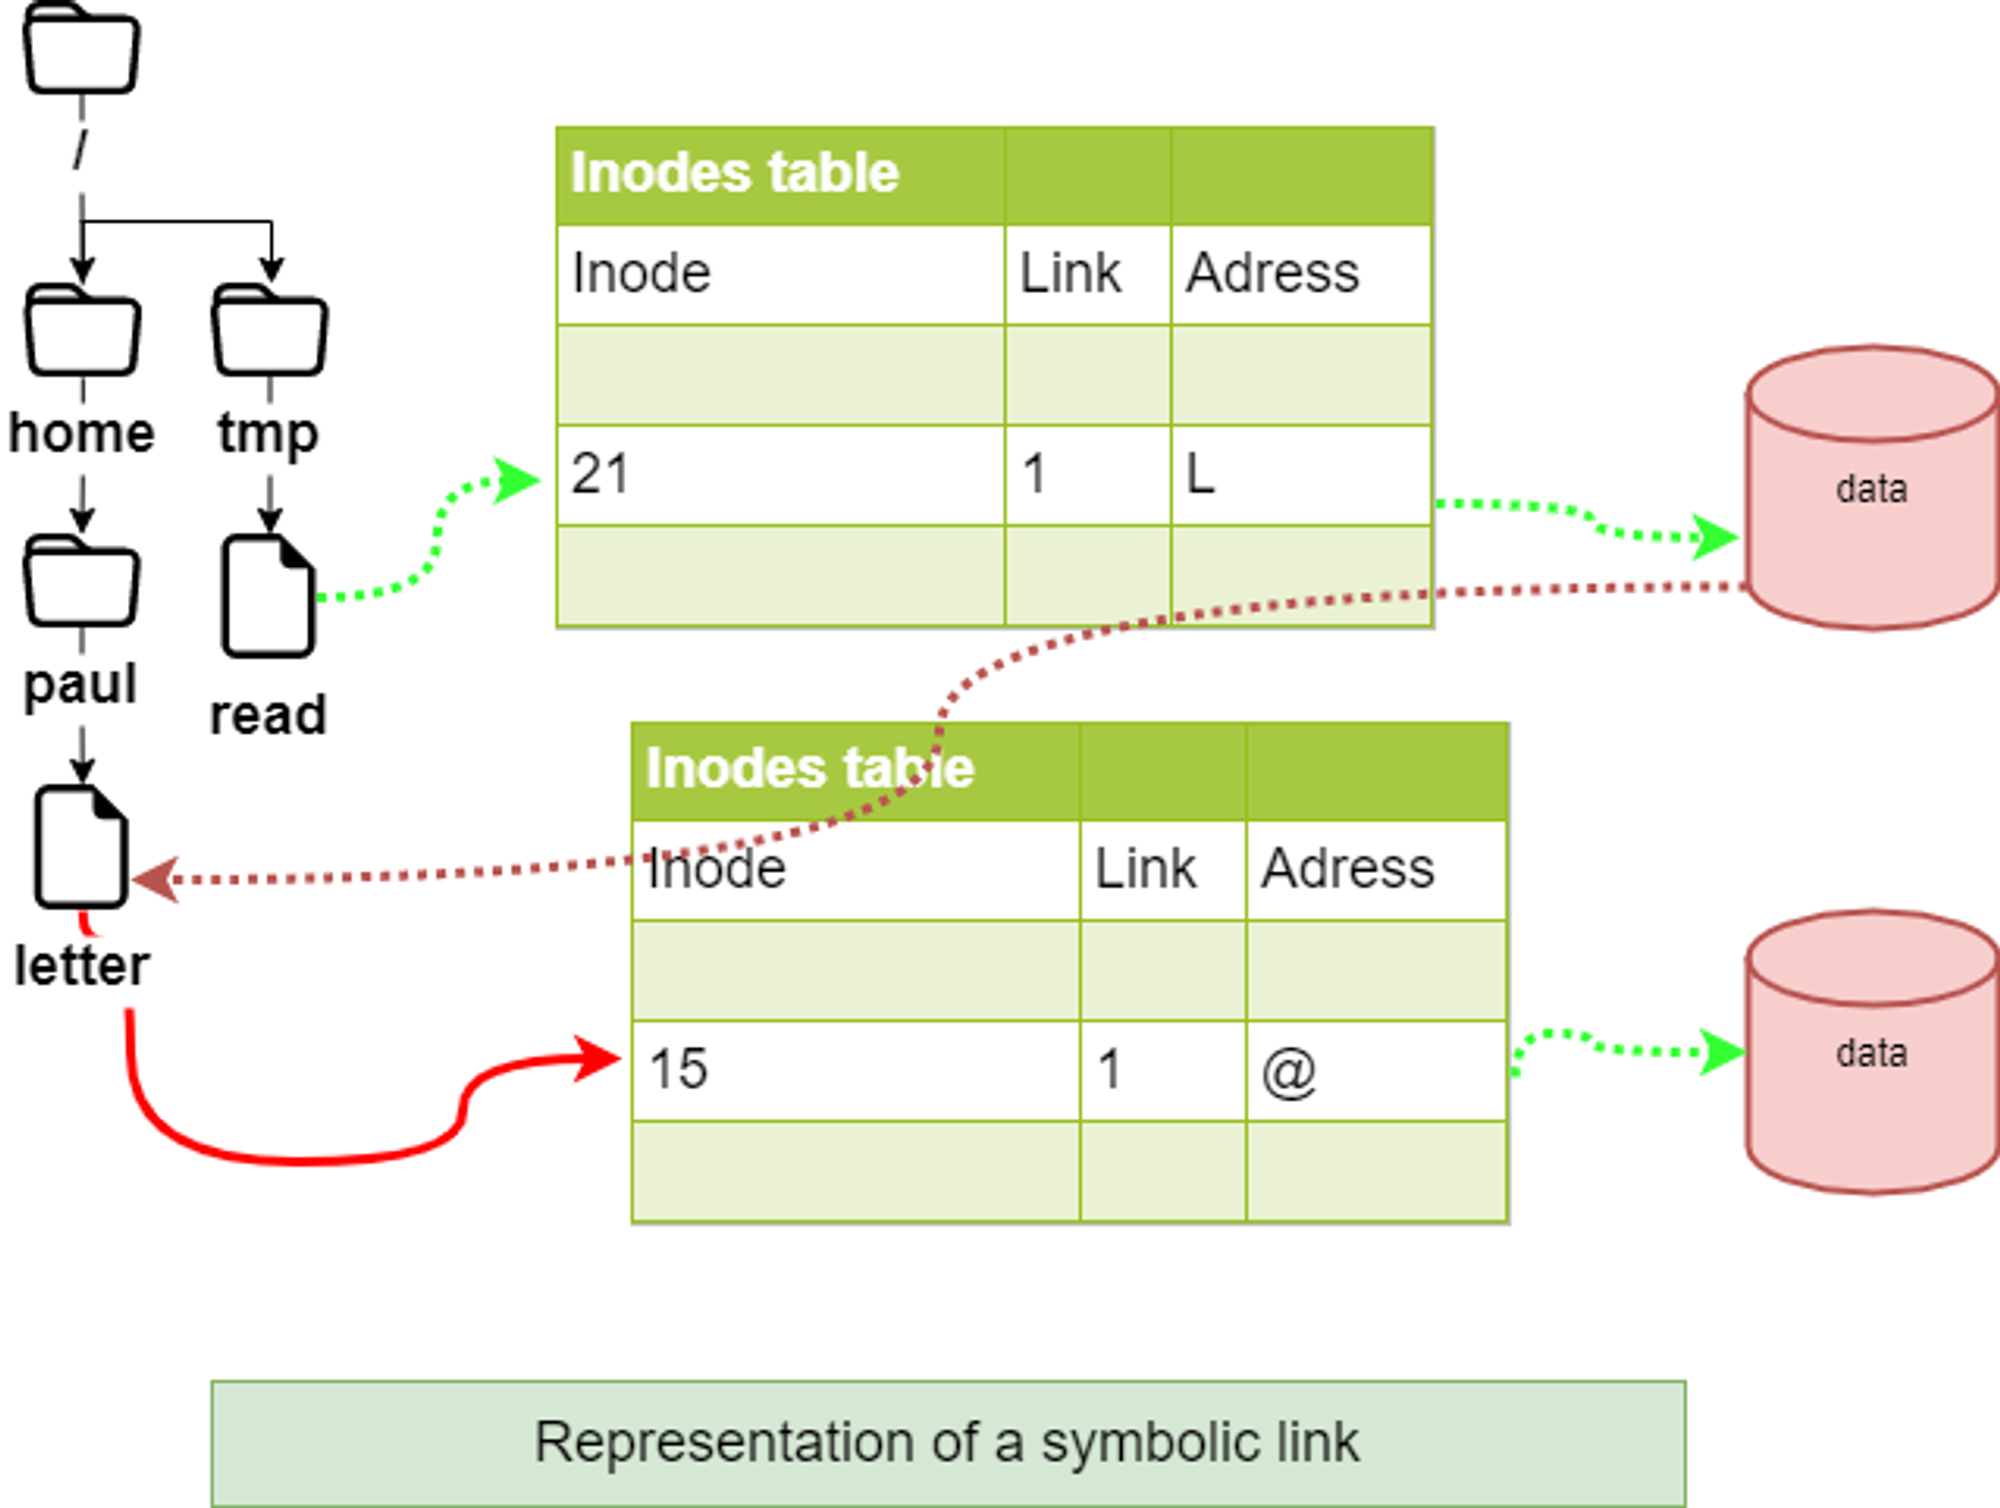 /
home
tmp
paul
read
letter
Inodes table
Inode Link Adress
21 1 L
data
Inodes table
Inode Link Adress
15 1 @
data
Representation of a symbolic link